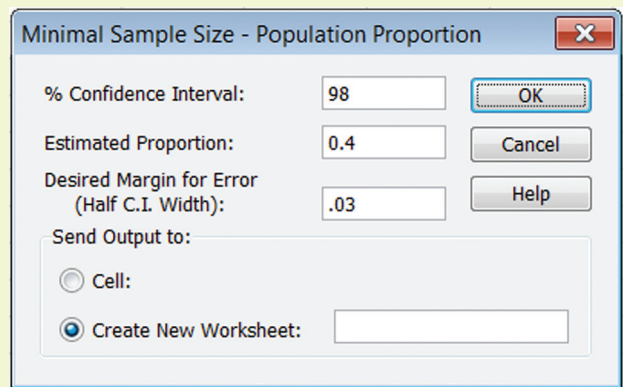 Minimal Sample Size - Population Proportion
% Confidence Interval: 98 OK
Estimated Proportion: 0.4 Cancel
Desired Margin for Error
(Half C.I. Width): .03 Help
Send Output to:
Cell:
Create New Worksheet: